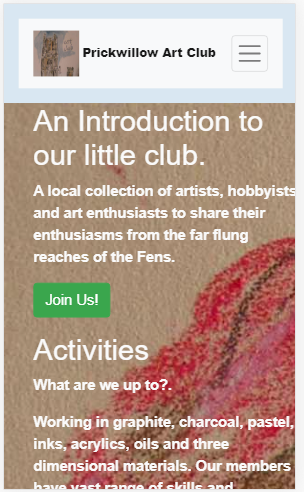 Prickwillow Art Club
An Introduction to
our little club.
A local collection of artists, hobbyists
and art enthusiasts to share their
enthusiasms from the far flung
reaches of the Fens.
Join Us!
Activities
What are we up to?.
Working in graphite, charcoal, pastel,
inks, acrylics, oils and three
dimensional materials. Our members
have vast range of skills and